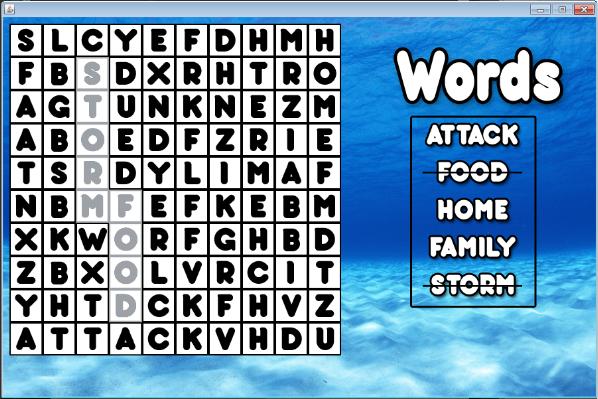 S L C Y E F D H M H
F B S D X R H T R O
A G T U N K N E Z M
A B O E D F Z R I E
T S R D Y L I M A F
N B M F E F K E B M
X K W O R F G H B D
Z B X O L V R C I T
Y H T D C K F H V Z
A T T A C K V H D U
Words
ATTACK
FOOD
HOME
FAMILY
STORM